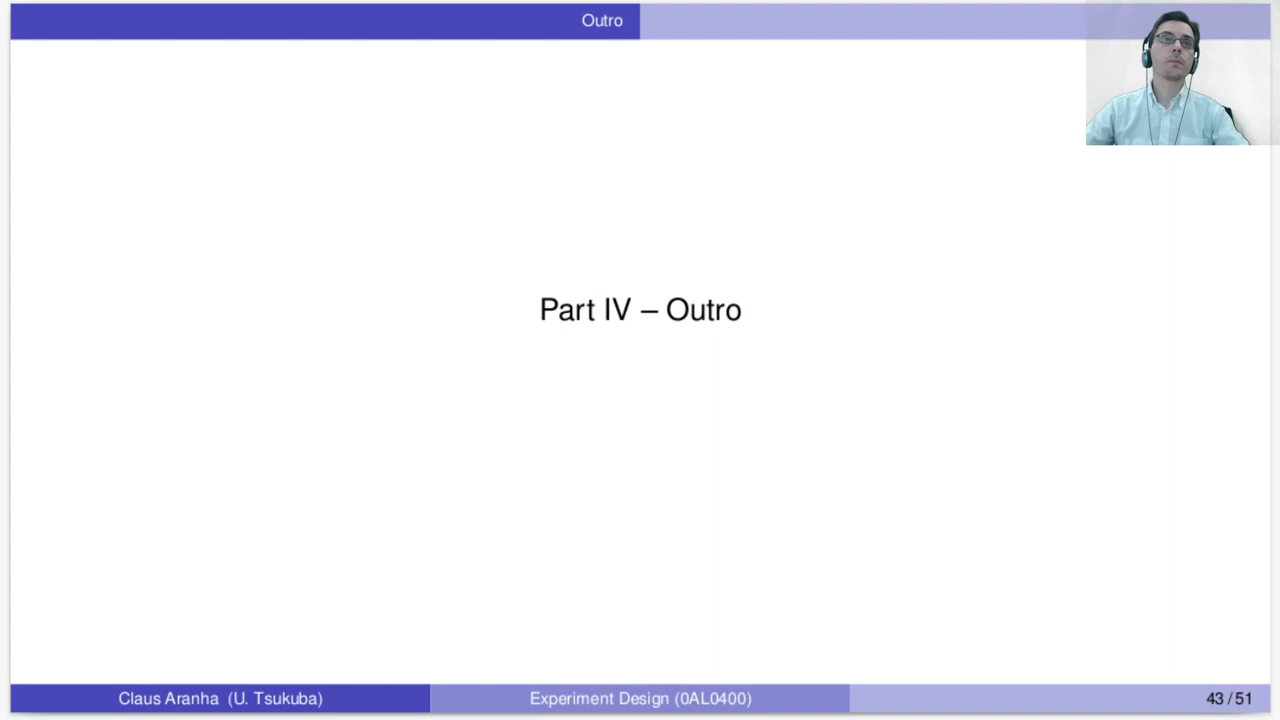 Outro
Part IV – Outro
Claus Aranha (U. Tsukuba)
Experiment Design (0AL0400)
43 / 51